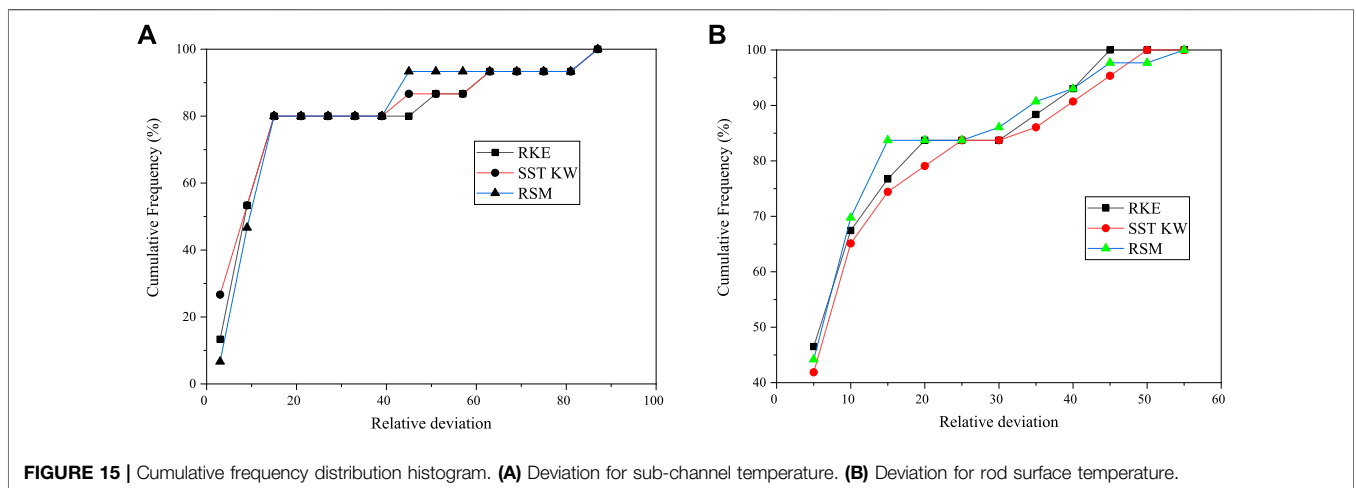 A
100
80
60
40
20
0
Cumulative Frequency (%)
RKE
SST KW
RSM
0 20 40 60 80 100
Relative deviation
B
100
90
80
70
60
50
40
Cumulative Frequency (%)
RKE
SST KW
RSM
0 10 20 30 40 50 60
Relative deviation
FIGURE 15 | Cumulative frequency distribution histogram. (A) Deviation for sub-channel temperature. (B) Deviation for rod surface temperature.